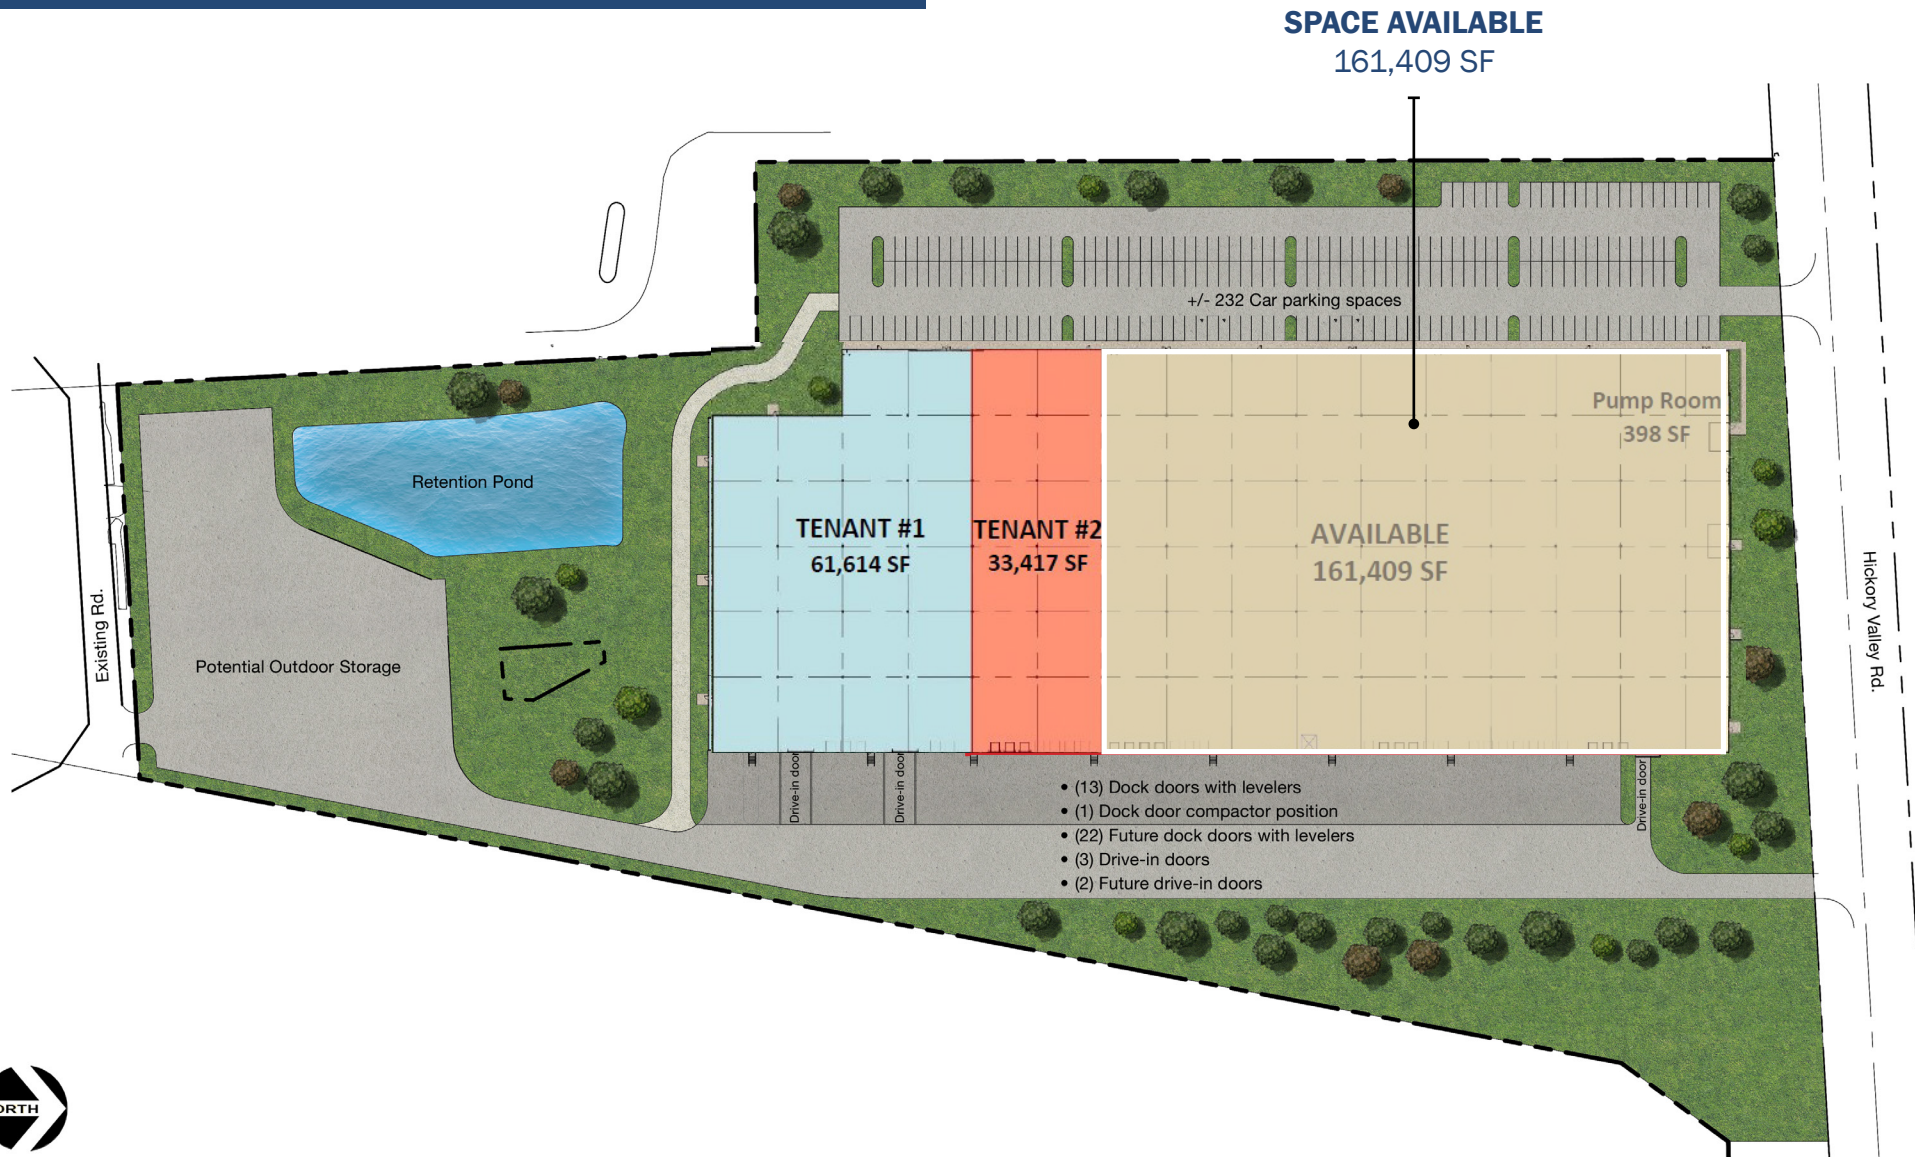 SPACE AVAILABLE
161,409 SF
+/- 232 Car parking spaces
Pump Room
398 SF
Retention Pond
TENANT #1
61,614 SF
TENANT #2
33,417 SF
AVAILABLE
161,409 SF
Existing Rd.
Potential Outdoor Storage
Hickory Valley Rd.
Drive-in door
Drive-in door
Drive-in door
• (13) Dock doors with levelers
• (1) Dock door compactor position
• (22) Future dock doors with levelers
• (3) Drive-in doors
• (2) Future drive-in doors
ORTH